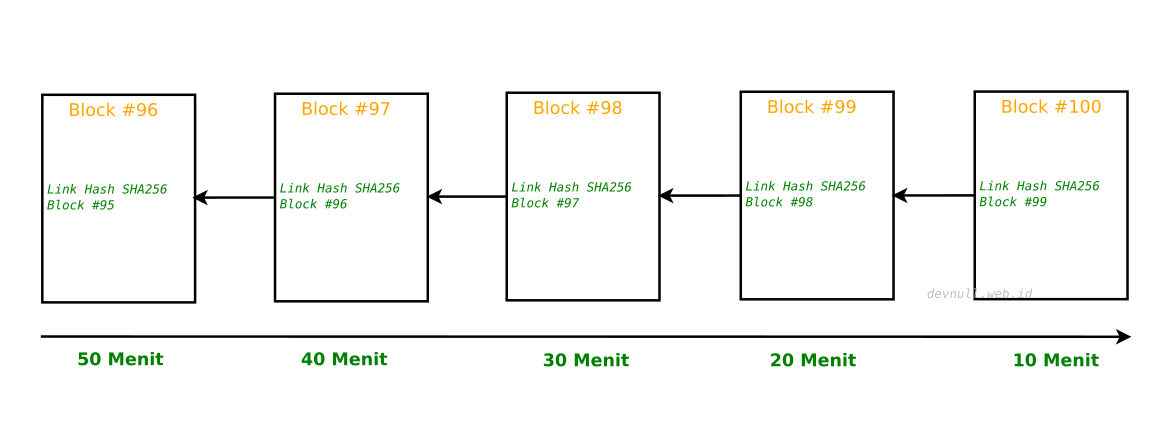 Block #96
Link Hash SHA256
Block #95
Block #97
Link Hash SHA256
Block #96
Block #98
Link Hash SHA256
Block #97
Block #99
Link Hash SHA256
Block #98
Block #100
Link Hash SHA256
Block #99
devnull.web.id
50 Menit
40 Menit
30 Menit
20 Menit
10 Menit